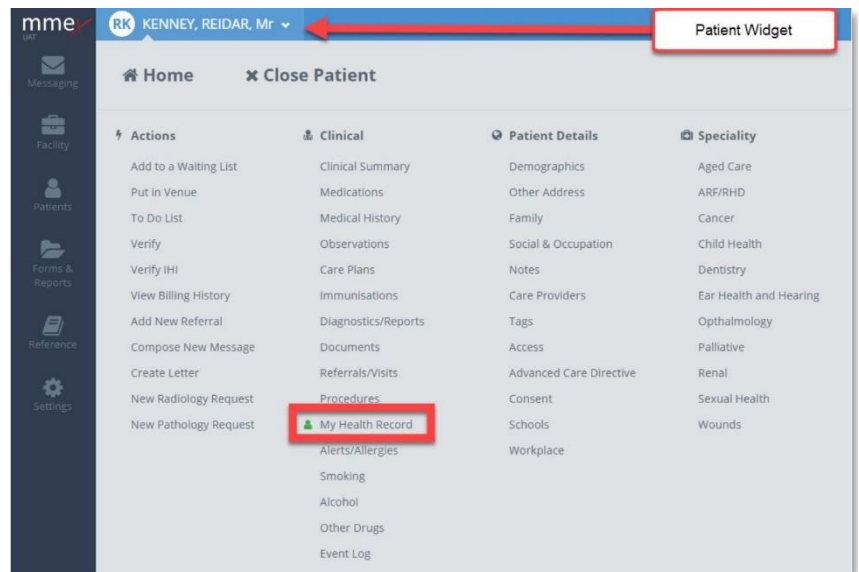 mmex
UAT
RK KENNEY, REIDAR, Mr
Patient Widget
Messaging
Facility
Patients
Forms &
Reports
Reference
Settings
Home
Close Patient
Actions
Add to a Waiting List
Put in Venue
To Do List
Verify
Verify IHI
View Billing History
Add New Referral
Compose New Message
Create Letter
New Radiology Request
New Pathology Request
Clinical
Clinical Summary
Medications
Medical History
Observations
Care Plans
Immunisations
Diagnostics/Reports
Documents
Referrals/Visits
Procedures
My Health Record
Alerts/Allergies
Smoking
Alcohol
Other Drugs
Event Log
Patient Details
Demographics
Other Address
Family
Social & Occupation
Notes
Care Providers
Tags
Access
Advanced Care Directive
Consent
Schools
Workplace
Speciality
Aged Care
ARF/RHD
Cancer
Child Health
Dentistry
Ear Health and Hearing
Opthalmology
Palliative
Renal
Sexual Health
Wounds